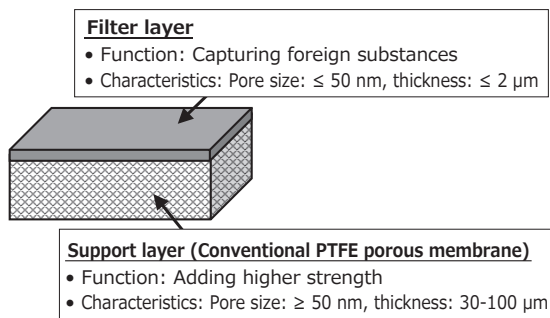 Filter layer
• Function: Capturing foreign substances
• Characteristics: Pore size: ≤ 50 nm, thickness: ≤ 2 μm
Support layer (Conventional PTFE porous membrane)
• Function: Adding higher strength
• Characteristics: Pore size: ≥ 50 nm, thickness: 30-100 μm